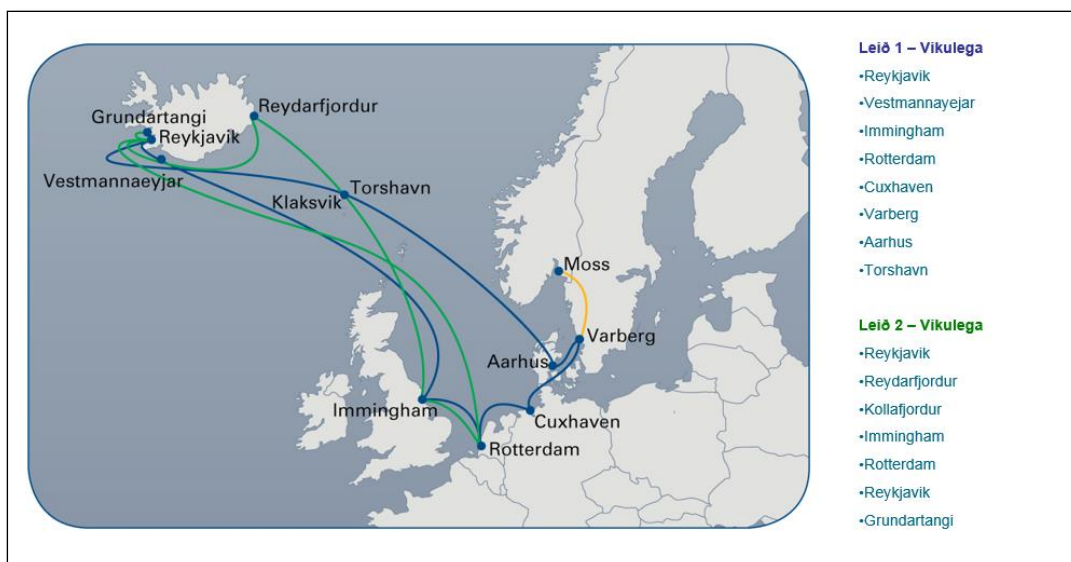 Reydarfjordur
Grundartangi
Reykjavik
Vestmannaeyjar
Torshavn
Klaksvik
Moss
Varberg
Aarhus
Immingham
Cuxhaven
Rotterdam
Leið 1 – Vikulega
•Reykjavik
•Vestmannayejar
•Immingham
•Rotterdam
•Cuxhaven
•Varberg
•Aarhus
•Torshavn
Leið 2 – Vikulega
•Reykjavik
•Reydarfjordur
•Kollafjordur
•Immingham
•Rotterdam
•Reykjavik
•Grundartangi